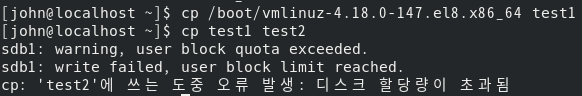 [john@localhost ~]$ cp /boot/vmlinuz-4.18.0-147.el8.x86_64 test1
[john@localhost ~]$ cp test1 test2
sdb1: warning, user block quota exceeded.
sdb1: write failed, user block limit reached.
cp: 'test2'에 쓰는 도중 오류 발생: 디스크 할당량이 초과됨